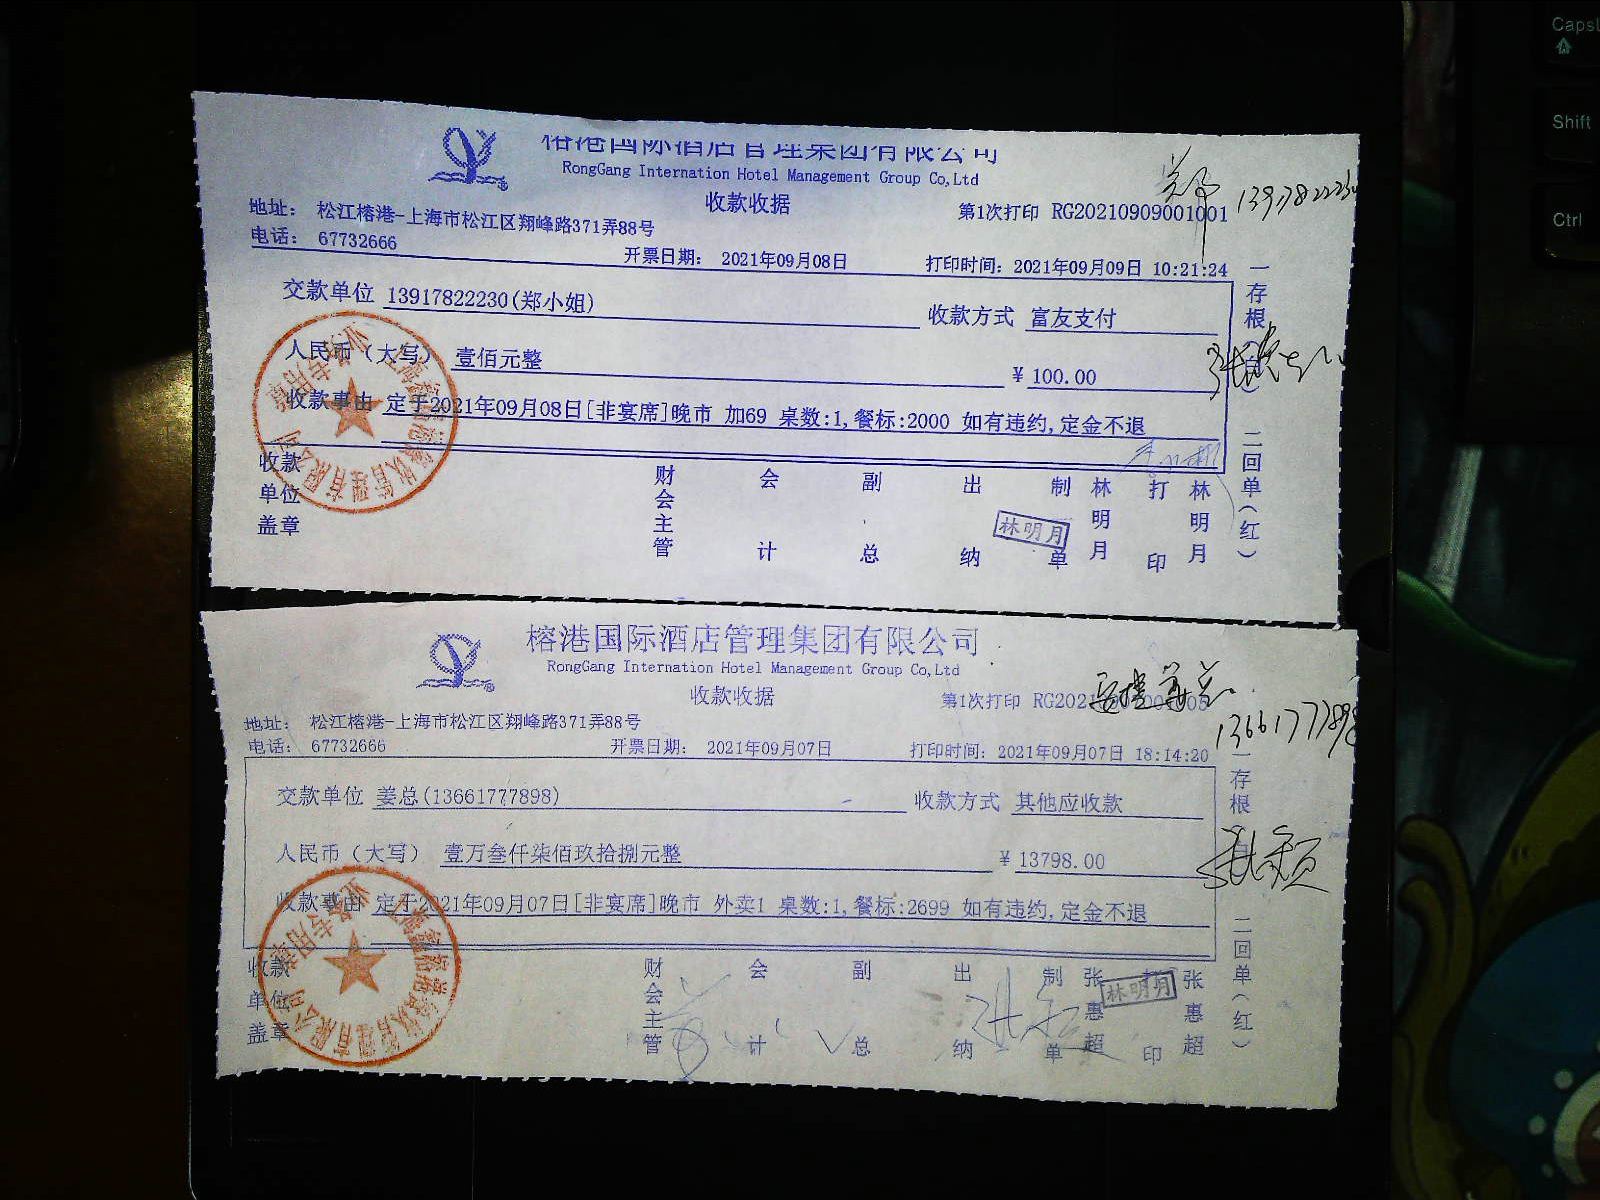 榕港国际酒店管理集团有限公司
RongGang Internation Hotel Management Group Co,Ltd
收款收据
第1次打印 RG20210909001001
郑 13917822230
地址: 松江榕港-上海市松江区翔峰路371弄88号
电话: 67732666
开票日期: 2021年09月08日
打印时间: 2021年09月09日 10:21:24
交款单位 13917822230(郑小姐)
收款方式 富友支付
人民币（大写） 壹佰元整
¥ 100.00
收款事由 定于2021年09月08日[非宴席]晚市 加69 桌数:1,餐标:2000 如有违约,定金不退
收款单位盖章
财会主管
会计
副总
出纳
制单 林明月
打印 林明月
林明月
一存根
二回单(红)
榕港国际酒店管理集团有限公司
RongGang Internation Hotel Management Group Co,Ltd
收款收据
第1次打印 RG2021
13661777898
地址: 松江榕港-上海市松江区翔峰路371弄88号
电话: 67732666
开票日期: 2021年09月07日
打印时间: 2021年09月07日 18:14:20
交款单位 姜总(13661777898)
收款方式 其他应收款
人民币（大写） 壹万叁仟柒佰玖拾捌元整
¥ 13798.00
收款事由 定于2021年09月07日[非宴席]晚市 外卖1 桌数:1,餐标:2699 如有违约,定金不退
收款单位盖章
财会主管
会计
副总
出纳
制单 张惠超
打印 张惠超
林明月
一存根
二回单(红)
Caps
Shift
Ctrl